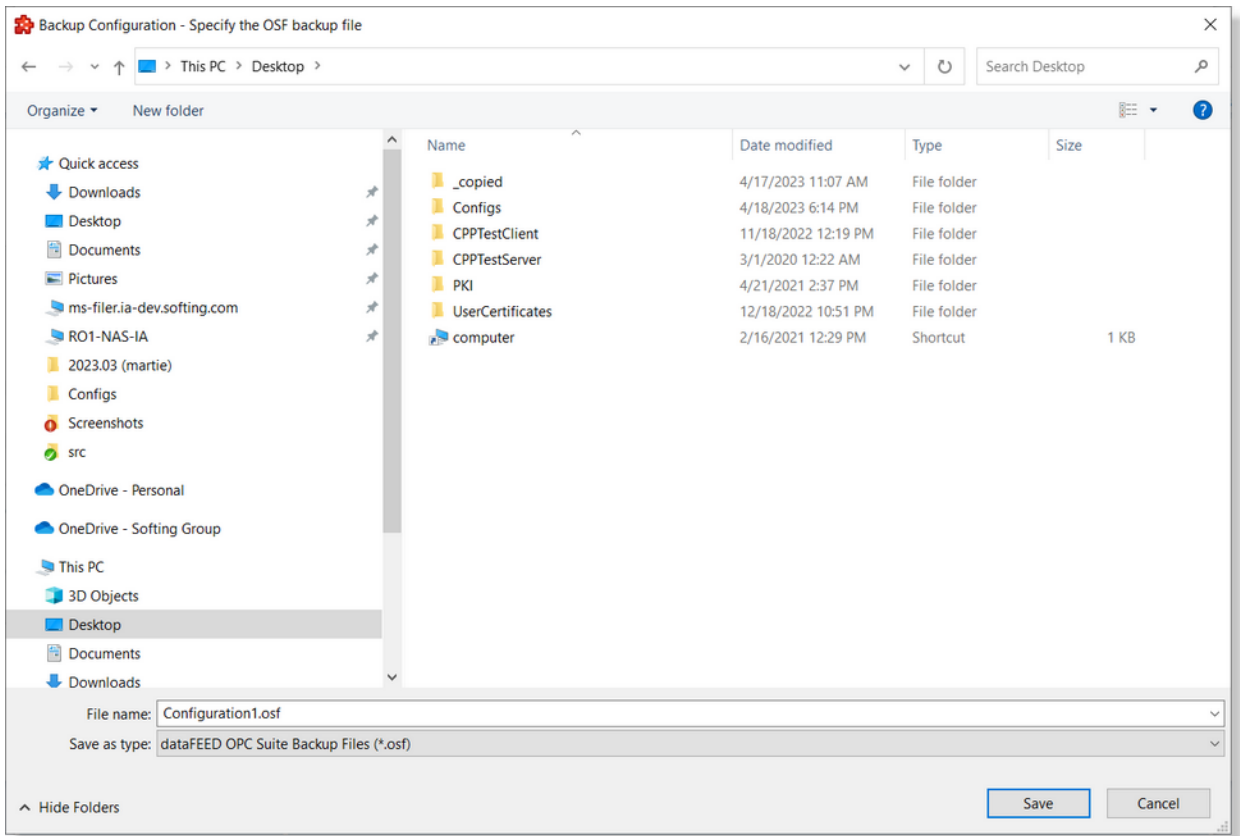 Backup Configuration - Specify the OSF backup file
This PC > Desktop >
Search Desktop
Organize
New folder
Quick access
Downloads
Desktop
Documents
Pictures
ms-filer.ia-dev.softing.com
RO1-NAS-IA
2023.03 (martie)
Configs
Screenshots
src
OneDrive - Personal
OneDrive - Softing Group
This PC
3D Objects
Desktop
Documents
Downloads
Name Date modified Type Size
_copied 4/17/2023 11:07 AM File folder
Configs 4/18/2023 6:14 PM File folder
CPPTestClient 11/18/2022 12:19 PM File folder
CPPTestServer 3/1/2020 12:22 AM File folder
PKI 4/21/2021 2:37 PM File folder
UserCertificates 12/18/2022 10:51 PM File folder
computer 2/16/2021 12:29 PM Shortcut 1 KB
File name: Configuration1.osf
Save as type: dataFEED OPC Suite Backup Files (*.osf)
Hide Folders
Save
Cancel